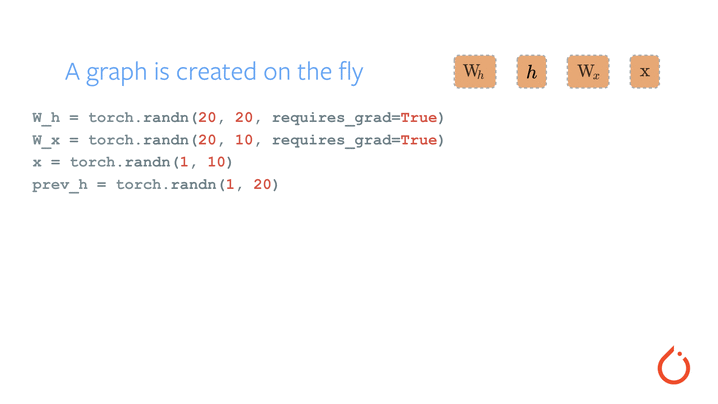 A graph is created on the fly
W_h h W_x x
W_h = torch.randn(20, 20, requires_grad=True)
W_x = torch.randn(20, 10, requires_grad=True)
x = torch.randn(1, 10)
prev_h = torch.randn(1, 20)